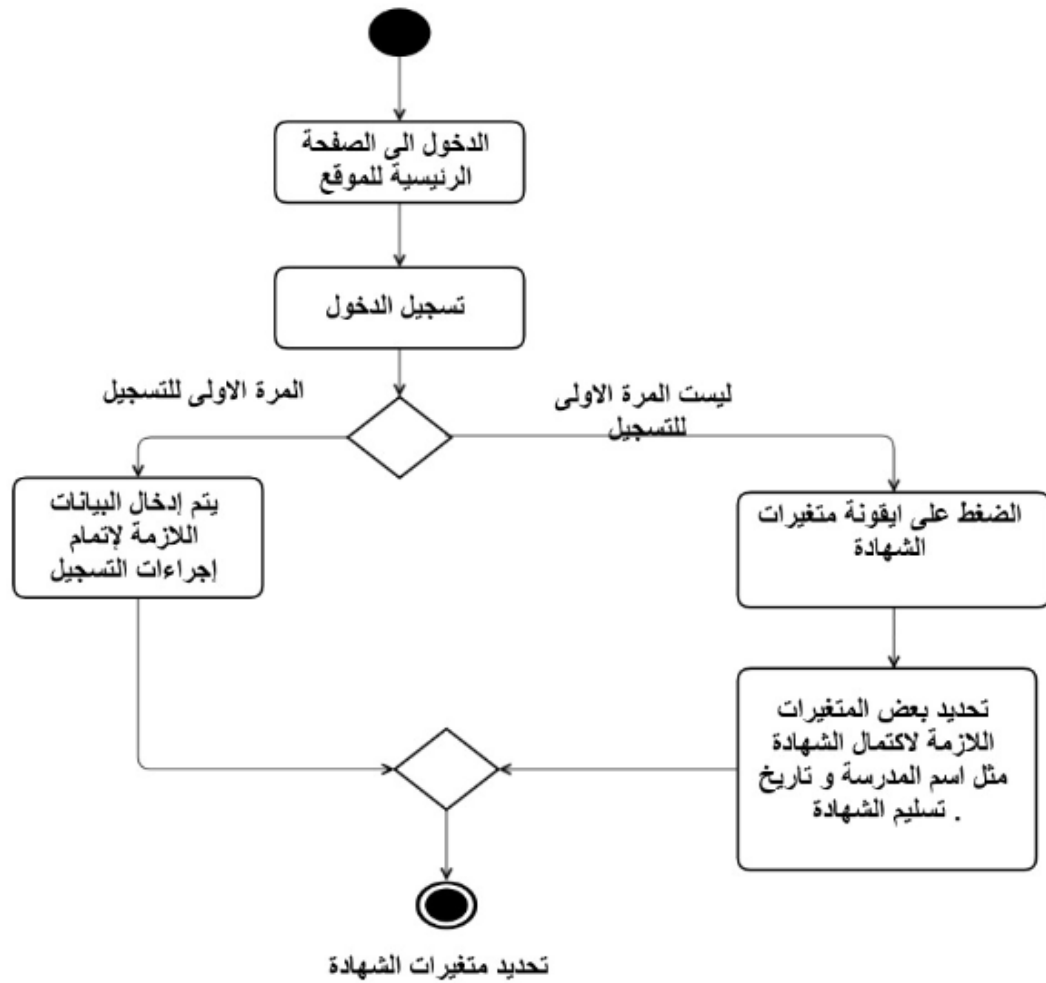 الدخول الى الصفحة
الرئيسية للموقع
تسجيل الدخول
ليست المرة الاولى
للتسجيل
المرة الاولى للتسجيل
الضغط على ايقونة متغيرات
الشهادة
يتم إدخال البيانات
اللازمة لإتمام
إجراءات التسجيل
تحديد بعض المتغيرات
اللازمة لاكتمال الشهادة
مثل اسم المدرسة و تاريخ
تسليم الشهادة .
تحديد متغيرات الشهادة